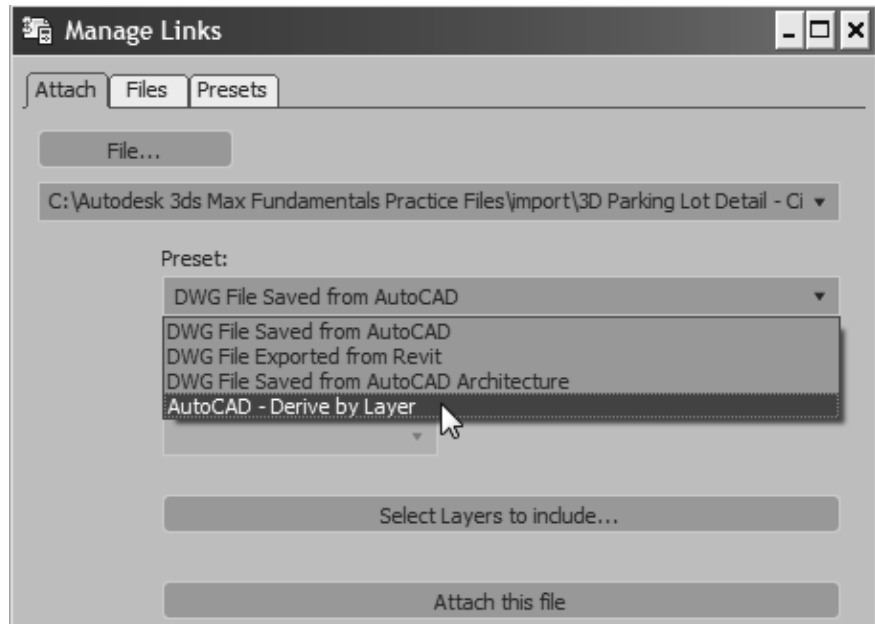 Manage Links
Attach Files Presets
File...
C:\Autodesk 3ds Max Fundamentals Practice Files\import\3D Parking Lot Detail - Ci
Preset:
DWG File Saved from AutoCAD
DWG File Saved from AutoCAD
DWG File Exported from Revit
DWG File Saved from AutoCAD Architecture
AutoCAD - Derive by Layer
Select Layers to include...
Attach this file